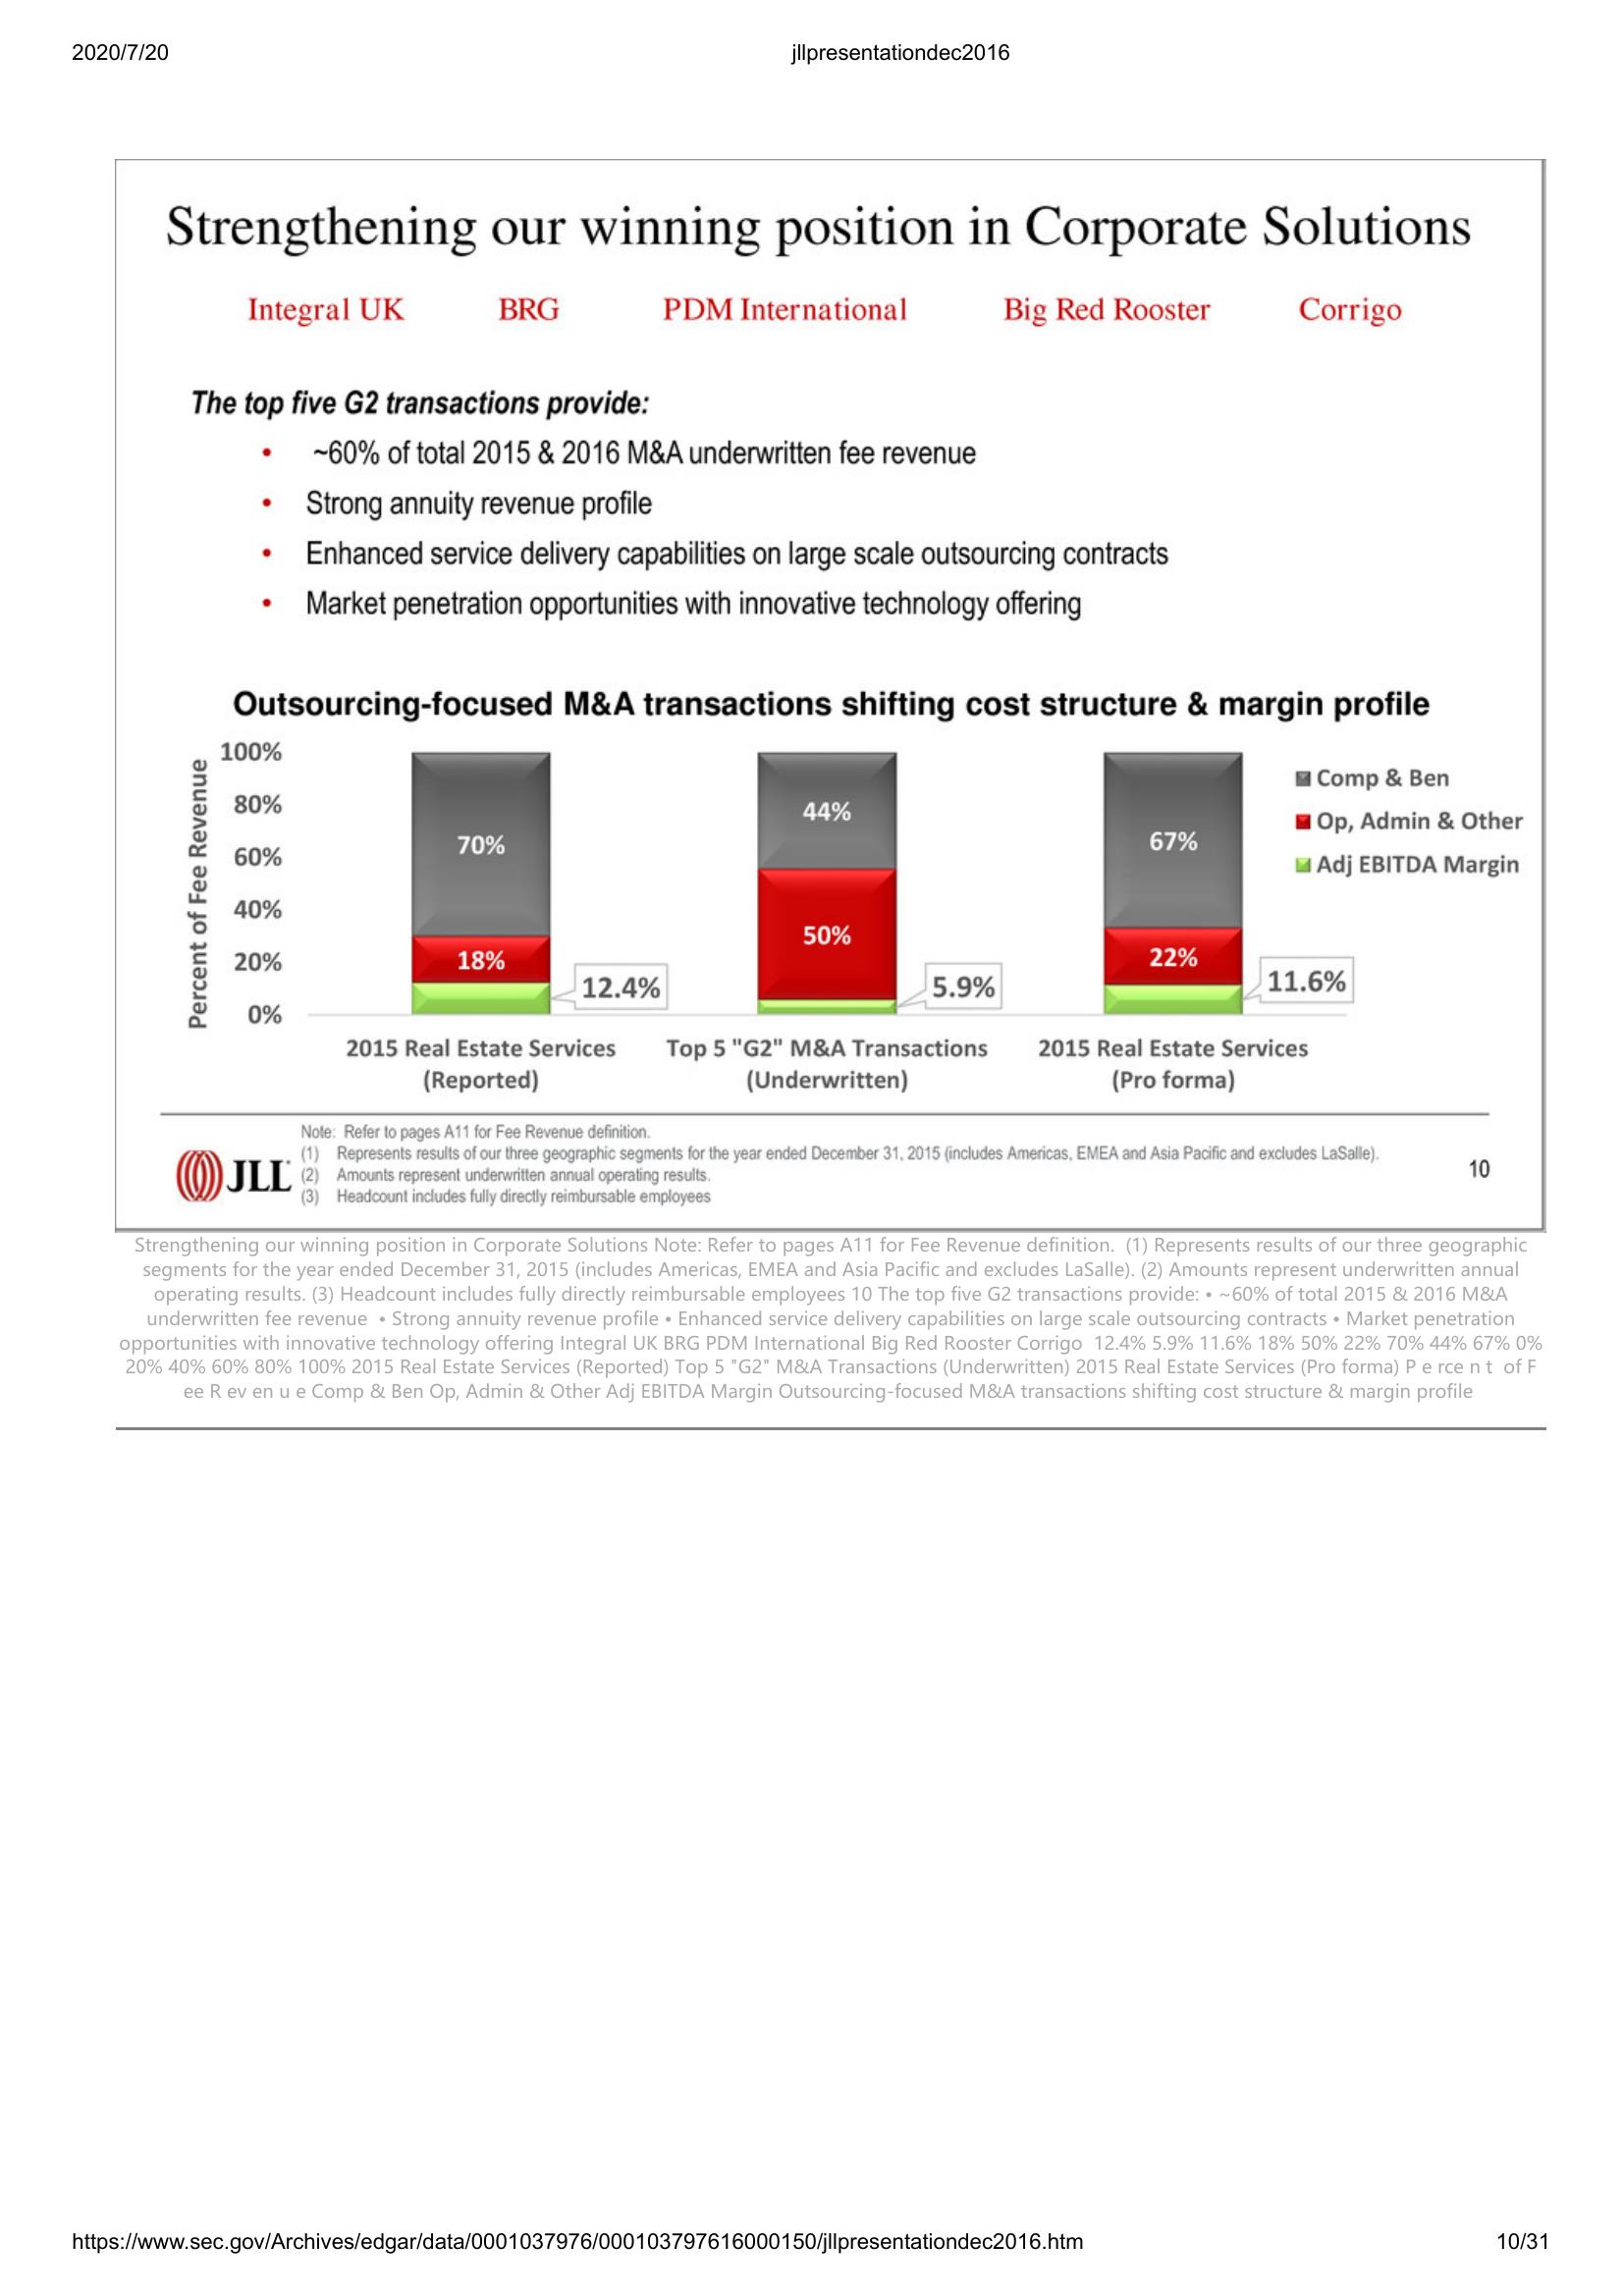 2020/7/20
jllpresentationdec2016
Strengthening our winning position in Corporate Solutions
Integral UK BRG PDM International Big Red Rooster Corrigo
The top five G2 transactions provide:
• ~60% of total 2015 & 2016 M&A underwritten fee revenue
• Strong annuity revenue profile
• Enhanced service delivery capabilities on large scale outsourcing contracts
• Market penetration opportunities with innovative technology offering
Outsourcing-focused M&A transactions shifting cost structure & margin profile
Percent of Fee Revenue
100%
80%
60%
40%
20%
0%
70%
18%
12.4%
44%
50%
5.9%
67%
22%
11.6%
Comp & Ben
Op, Admin & Other
Adj EBITDA Margin
2015 Real Estate Services
(Reported)
Top 5 "G2" M&A Transactions
(Underwritten)
2015 Real Estate Services
(Pro forma)
JLL
Note: Refer to pages A11 for Fee Revenue definition.
(1) Represents results of our three geographic segments for the year ended December 31, 2015 (includes Americas, EMEA and Asia Pacific and excludes LaSalle).
(2) Amounts represent underwritten annual operating results.
(3) Headcount includes fully directly reimbursable employees
10
Strengthening our winning position in Corporate Solutions Note: Refer to pages A11 for Fee Revenue definition. (1) Represents results of our three geographic
segments for the year ended December 31, 2015 (includes Americas, EMEA and Asia Pacific and excludes LaSalle). (2) Amounts represent underwritten annual
operating results. (3) Headcount includes fully directly reimbursable employees 10 The top five G2 transactions provide: • ~60% of total 2015 & 2016 M&A
underwritten fee revenue • Strong annuity revenue profile • Enhanced service delivery capabilities on large scale outsourcing contracts • Market penetration
opportunities with innovative technology offering Integral UK BRG PDM International Big Red Rooster Corrigo 12.4% 5.9% 11.6% 18% 50% 22% 70% 44% 67% 0%
20% 40% 60% 80% 100% 2015 Real Estate Services (Reported) Top 5 "G2" M&A Transactions (Underwritten) 2015 Real Estate Services (Pro forma) P e rce n t of F
ee R ev en u e Comp & Ben Op, Admin & Other Adj EBITDA Margin Outsourcing-focused M&A transactions shifting cost structure & margin profile
https://www.sec.gov/Archives/edgar/data/0001037976/000103797616000150/jllpresentationdec2016.htm
10/31